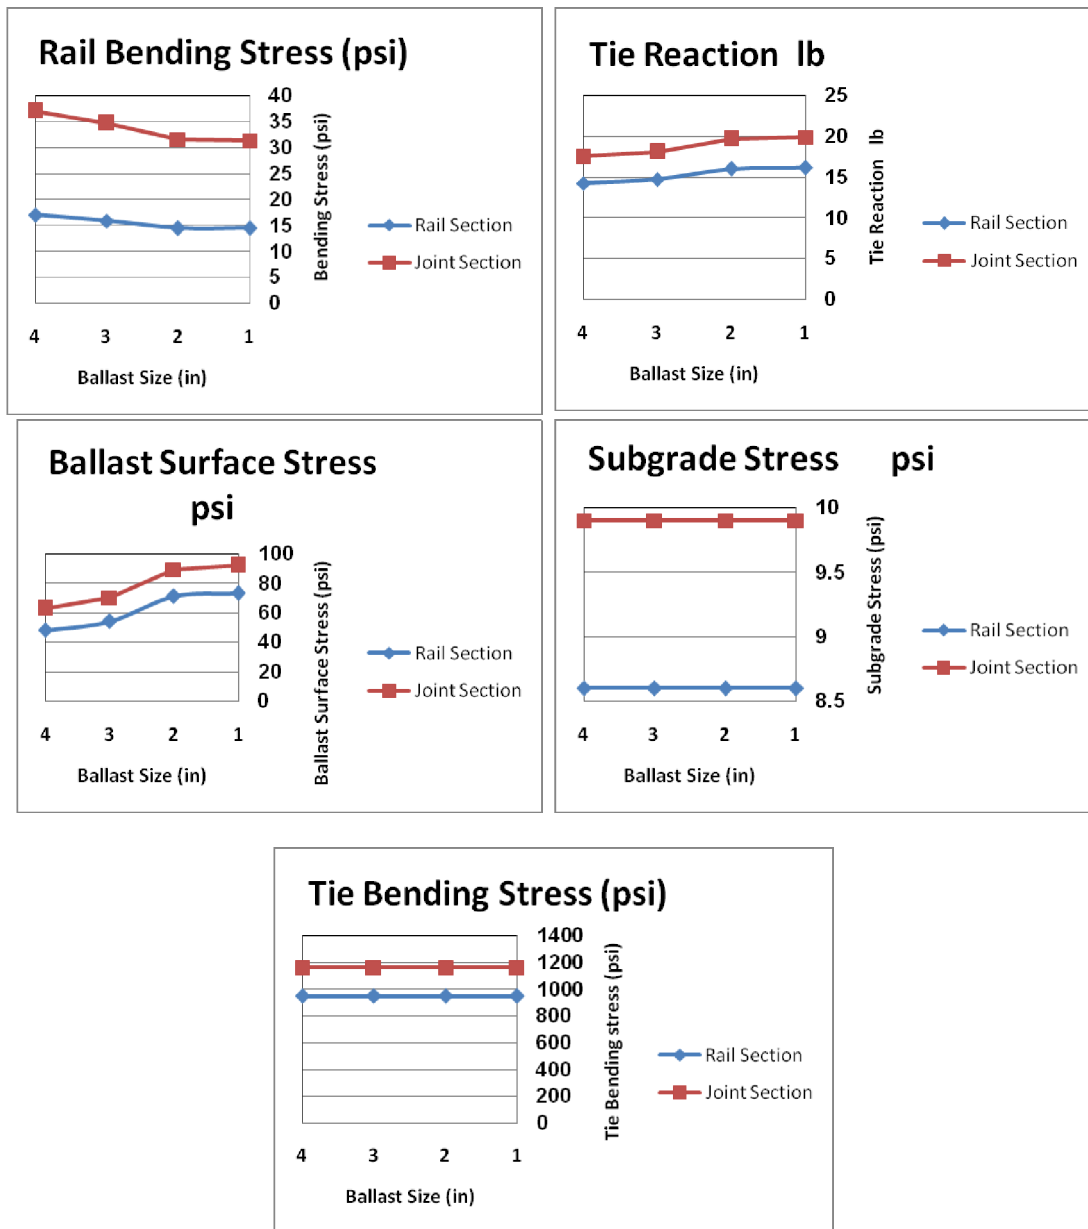 Rail Bending Stress (psi)
40
35
30
25
20
15
10
5
0
Bending Stress (psi)
4 3 2 1
Ballast Size (in)
Rail Section
Joint Section
Tie Reaction lb
25
20
15
10
5
0
Tie Reaction lb
4 3 2 1
Ballast Size (in)
Rail Section
Joint Section
Ballast Surface Stress
psi
100
80
60
40
20
0
Ballast Surface Stress (psi)
4 3 2 1
Ballast Size (in)
Rail Section
Joint Section
Subgrade Stress psi
10
9.5
9
8.5
Subgrade Stress (psi)
4 3 2 1
Ballast Size (in)
Rail Section
Joint Section
Tie Bending Stress (psi)
1400
1200
1000
800
600
400
200
0
Tie Bending stress (psi)
4 3 2 1
Ballast Size (in)
Rail Section
Joint Section